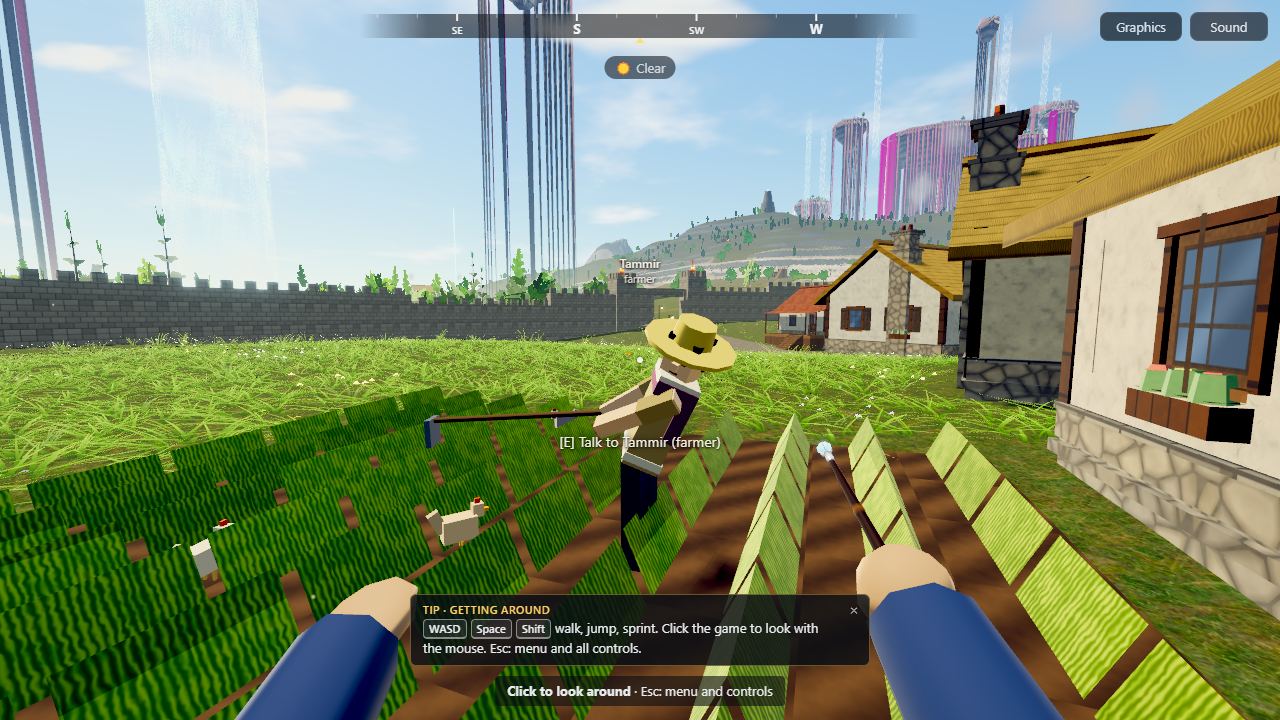 SE S SW W
Graphics
Sound
Clear
Tammir
farmer
[E] Talk to Tammir (farmer)
TIP · GETTING AROUND
WASD Space Shift walk, jump, sprint. Click the game to look with
the mouse. Esc: menu and all controls.
Click to look around · Esc: menu and controls